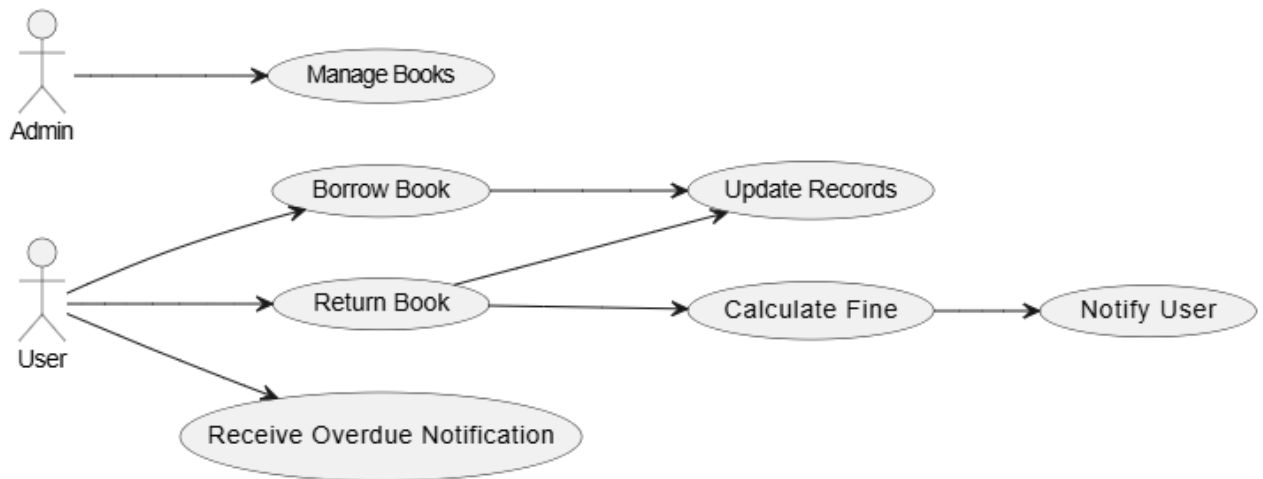 Manage Books
Admin
Borrow Book
Update Records
Return Book
Calculate Fine
Notify User
User
Receive Overdue Notification